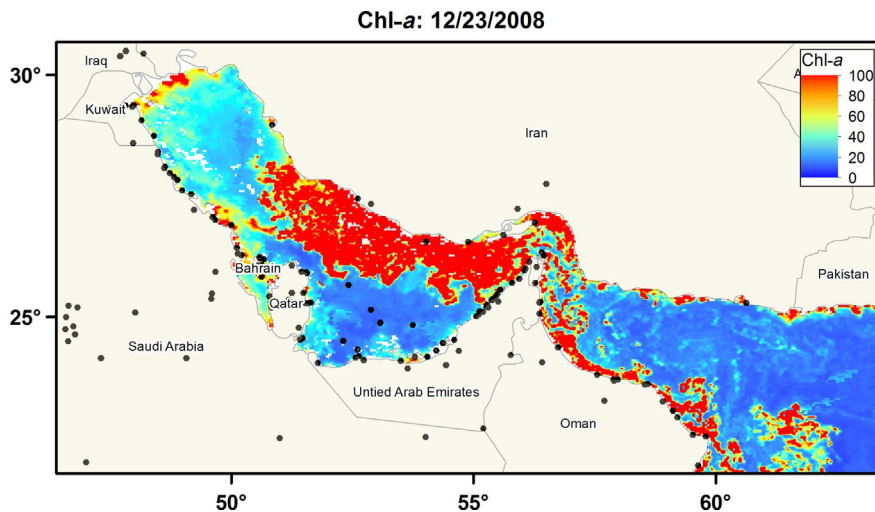 Chl-a: 12/23/2008
30°
25°
Iraq
Kuwait
Iran
Bahrain
Qatar
Saudi Arabia
Untied Arab Emirates
Oman
Pakistan
A
Chl-a
100
80
60
40
20
0
50°
55°
60°